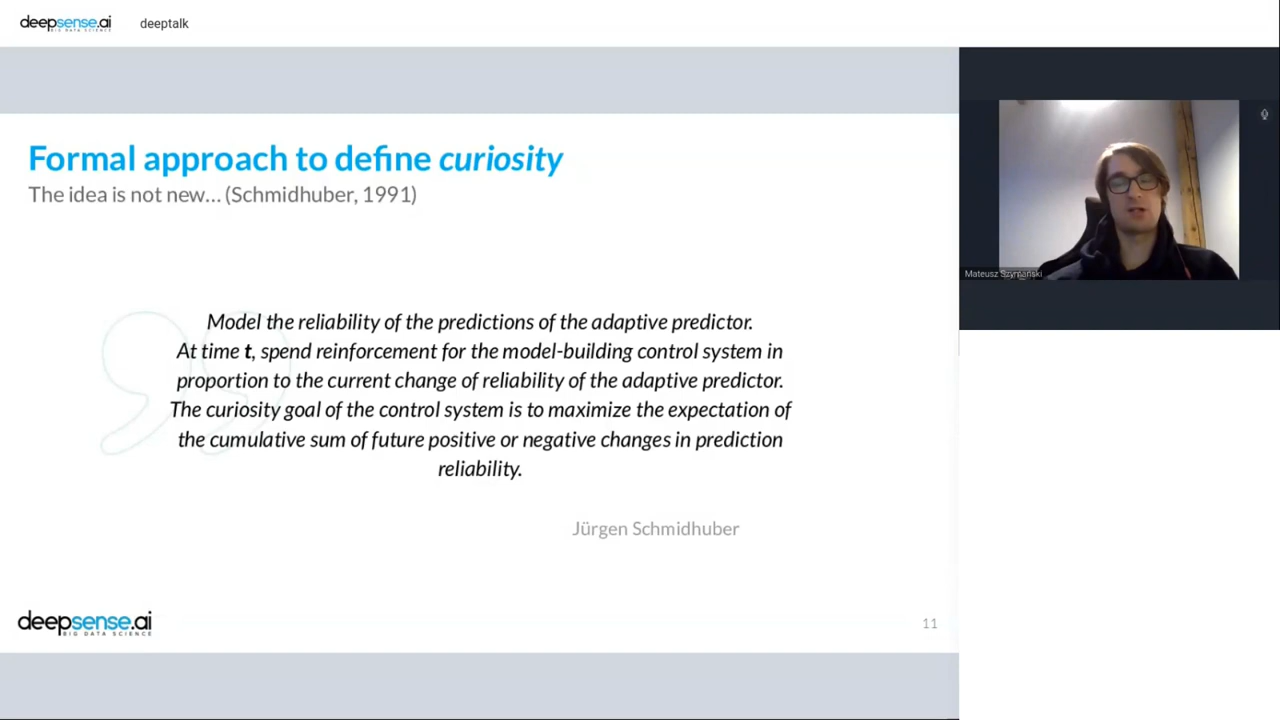 deepsense.ai
BIG DATA SCIENCE
deeptalk
Formal approach to define curiosity
The idea is not new... (Schmidhuber, 1991)
Model the reliability of the predictions of the adaptive predictor.
At time t, spend reinforcement for the model-building control system in
proportion to the current change of reliability of the adaptive predictor.
The curiosity goal of the control system is to maximize the expectation of
the cumulative sum of future positive or negative changes in prediction
reliability.
Jürgen Schmidhuber
deepsense.ai
BIG DATA SCIENCE
11
Mateusz Szymański